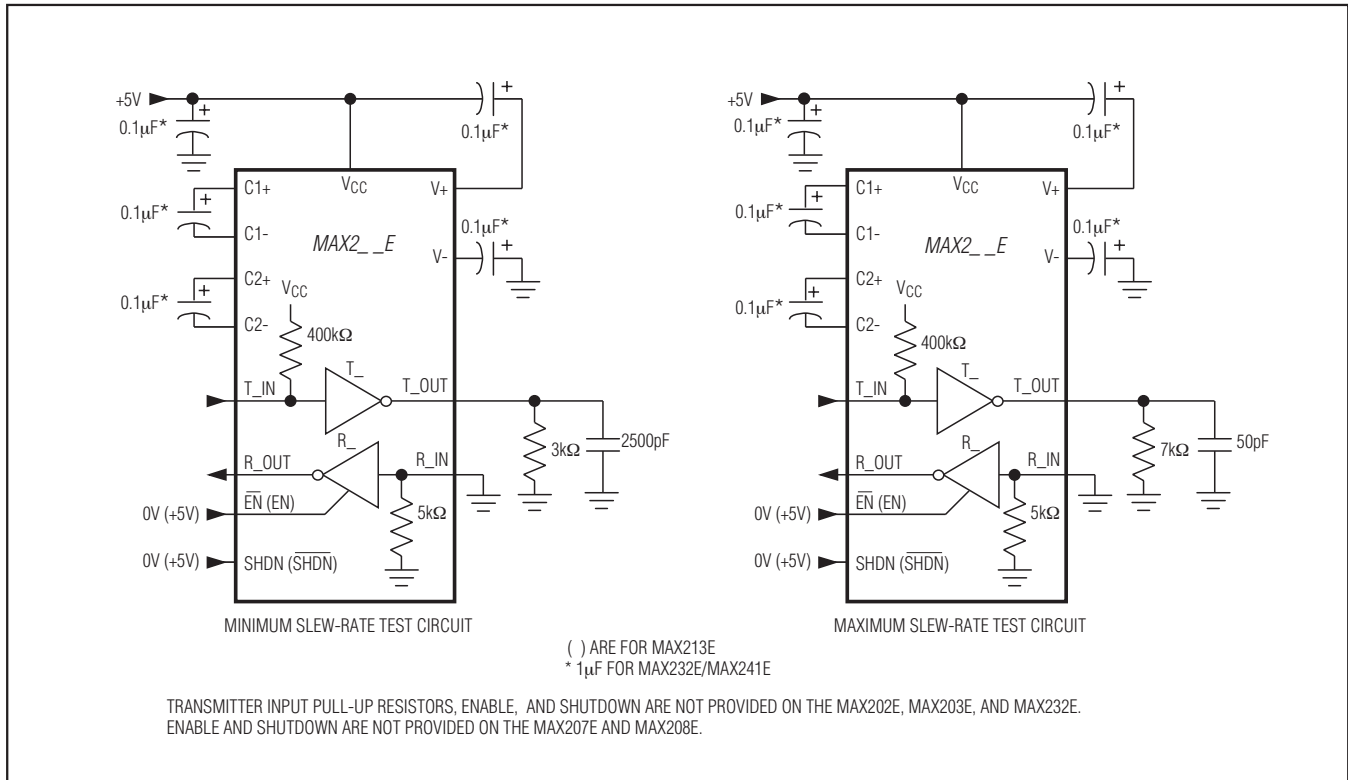 +5V
0.1µF*
+
+
0.1µF*
VCC
V+
C1+
+
0.1µF*
C1-
MAX2_ _E
0.1µF*
+
V-
C2+
+
0.1µF*
C2-
VCC
400kΩ
T_IN
T_
T_OUT
3kΩ
2500pF
R_OUT
R_
R_IN
5kΩ
0V (+5V)
E̅N̅ (EN)
0V (+5V)
SHDN (S̅H̅D̅N̅)
MINIMUM SLEW-RATE TEST CIRCUIT
+5V
0.1µF*
+
+
0.1µF*
VCC
V+
C1+
+
0.1µF*
C1-
MAX2_ _E
0.1µF*
+
V-
C2+
+
0.1µF*
C2-
VCC
400kΩ
T_IN
T_
T_OUT
7kΩ
50pF
R_OUT
R_
R_IN
5kΩ
0V (+5V)
E̅N̅ (EN)
0V (+5V)
SHDN (S̅H̅D̅N̅)
MAXIMUM SLEW-RATE TEST CIRCUIT
( ) ARE FOR MAX213E
* 1µF FOR MAX232E/MAX241E
TRANSMITTER INPUT PULL-UP RESISTORS, ENABLE, AND SHUTDOWN ARE NOT PROVIDED ON THE MAX202E, MAX203E, AND MAX232E.
ENABLE AND SHUTDOWN ARE NOT PROVIDED ON THE MAX207E AND MAX208E.